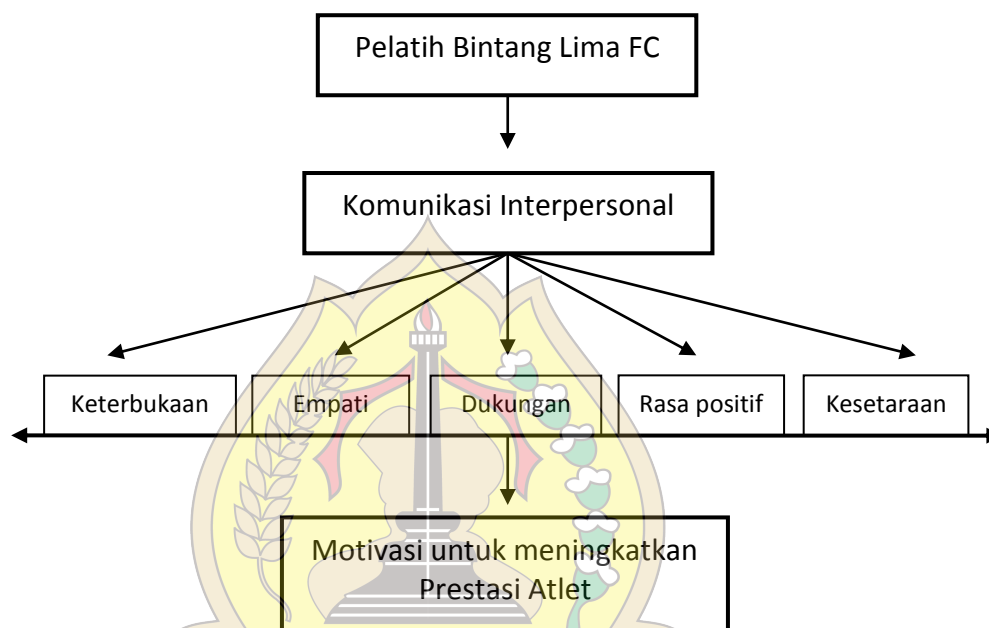 Pelatih Bintang Lima FC
Komunikasi Interpersonal
Keterbukaan
Empati
Dukungan
Rasa positif
Kesetaraan
Motivasi untuk meningkatkan
Prestasi Atlet